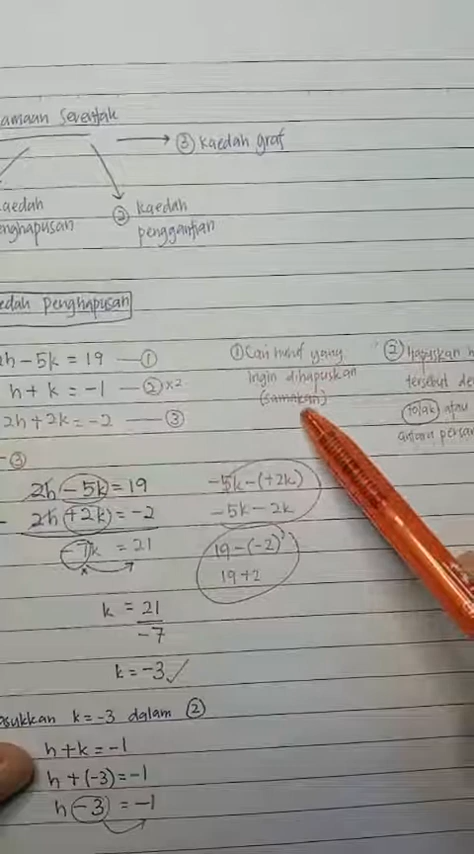 amaan Serentak
③ kaedah graf
aedah
nghapusan
② kaedah
penggantian
edah penghapusan
2h - 5k = 19 — ①
h + k = -1 — ② x2
2h + 2k = -2 — ③
① Cari huruf yang
ingin dihapuskan
(samakan)
② hapuskan h
tersebut de
(tolak) atau
antara persam
- ③
2h - 5k = 19
- 2h + 2k = -2
-7k = 21
k = 21
-7
k = -3 ✓
-5k - (+2k)
-5k - 2k
19 - (-2)
19 + 2
asukkan k = -3 dalam ②
h + k = -1
h + (-3) = -1
h - 3 = -1